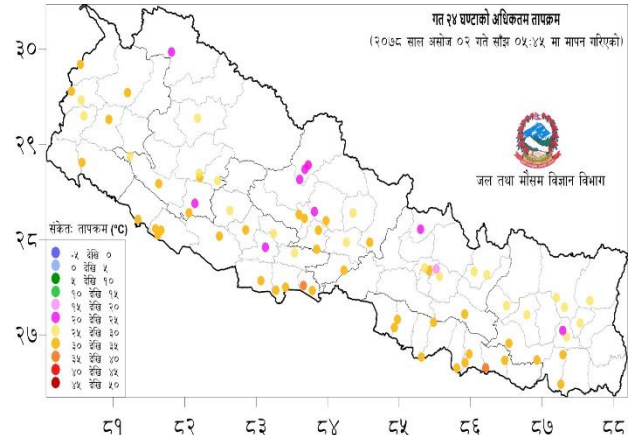 गत २४ घण्टाको अधिकतम तापक्रम
(२०७८ साल असोज ०२ गते साँझ ०५:४५ मा मापन गरिएको)
जल तथा मौसम विज्ञान विभाग
३०
२९
२८
२७
संकेतः तापक्रम (°C)
-५ देखि ०
० देखि ५
५ देखि १०
१० देखि १५
१५ देखि २०
२० देखि २५
२५ देखि ३०
३० देखि ३५
३५ देखि ४०
४० देखि ४५
४५ देखि ५०
८१ ८२ ८३ ८४ ८५ ८६ ८७ ८८